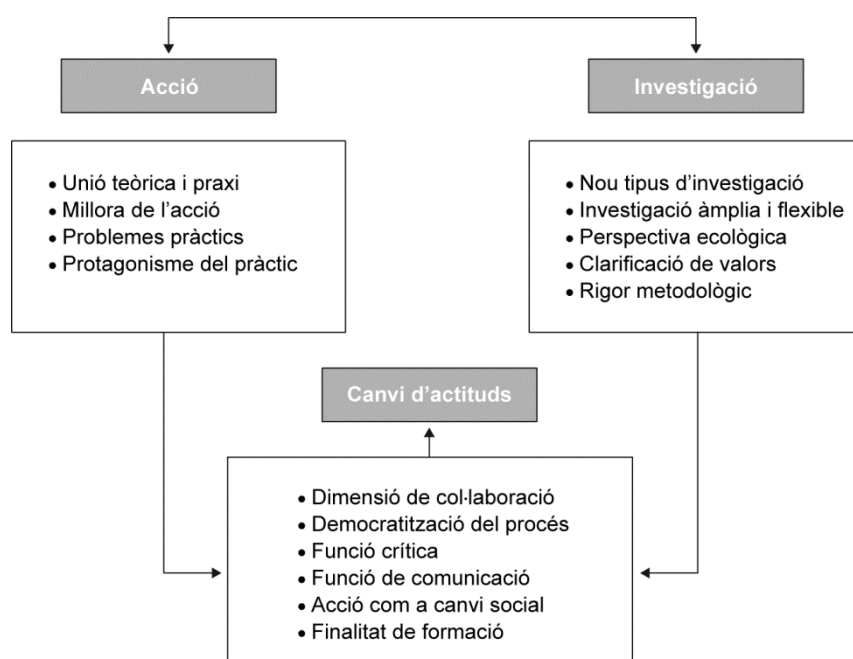 Acció
Investigació
• Unió teòrica i praxi
• Millora de l'acció
• Problemes pràctics
• Protagonisme del pràctic
• Nou tipus d'investigació
• Investigació àmplia i flexible
• Perspectiva ecològica
• Clarificació de valors
• Rigor metodològic
Canvi d'actituds
• Dimensió de col·laboració
• Democratització del procés
• Funció crítica
• Funció de comunicació
• Acció com a canvi social
• Finalitat de formació